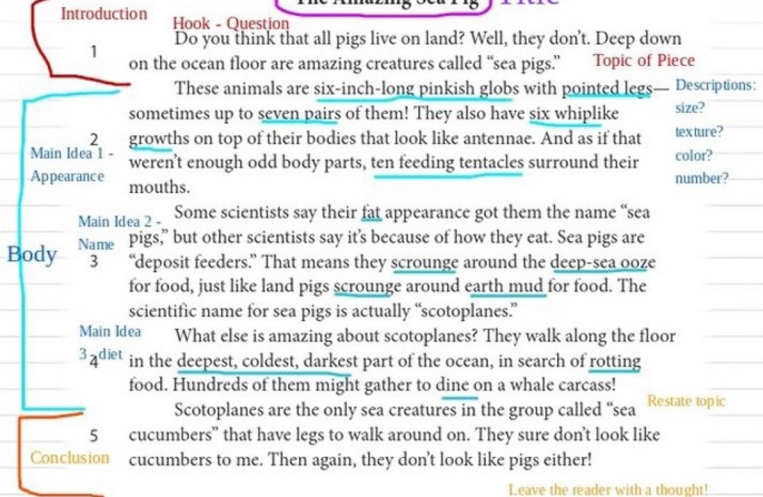 The Amazing Sea Pig Title
Introduction
Hook - Question
1 Do you think that all pigs live on land? Well, they don't. Deep down
on the ocean floor are amazing creatures called “sea pigs.” Topic of Piece
These animals are six-inch-long pinkish globs with pointed legs— Descriptions:
sometimes up to seven pairs of them! They also have six whiplike size?
2 growths on top of their bodies that look like antennae. And as if that texture?
Main Idea 1 - weren't enough odd body parts, ten feeding tentacles surround their color?
Appearance mouths. number?
Some scientists say their fat appearance got them the name “sea
Main Idea 2 -
Name pigs,” but other scientists say it's because of how they eat. Sea pigs are
Body 3 “deposit feeders.” That means they scrounge around the deep-sea ooze
for food, just like land pigs scrounge around earth mud for food. The
scientific name for sea pigs is actually “scotoplanes.”
Main Idea What else is amazing about scotoplanes? They walk along the floor
3 - diet 4 in the deepest, coldest, darkest part of the ocean, in search of rotting
food. Hundreds of them might gather to dine on a whale carcass!
Restate topic
Scotoplanes are the only sea creatures in the group called “sea
5 cucumbers” that have legs to walk around on. They sure don't look like
Conclusion cucumbers to me. Then again, they don't look like pigs either!
Leave the reader with a thought!